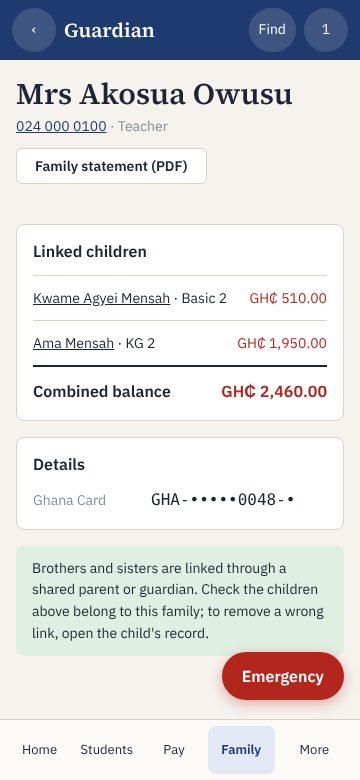 ‹ Guardian Find 1
Mrs Akosua Owusu
024 000 0100 · Teacher
Family statement (PDF)
Linked children
Kwame Agyei Mensah · Basic 2 GH₵ 510.00
Ama Mensah · KG 2 GH₵ 1,950.00
Combined balance GH₵ 2,460.00
Details
Ghana Card GHA-•••••0048-•
Brothers and sisters are linked through a
shared parent or guardian. Check the children
above belong to this family; to remove a wrong
link, open the child's record.
Emergency
Home Students Pay Family More